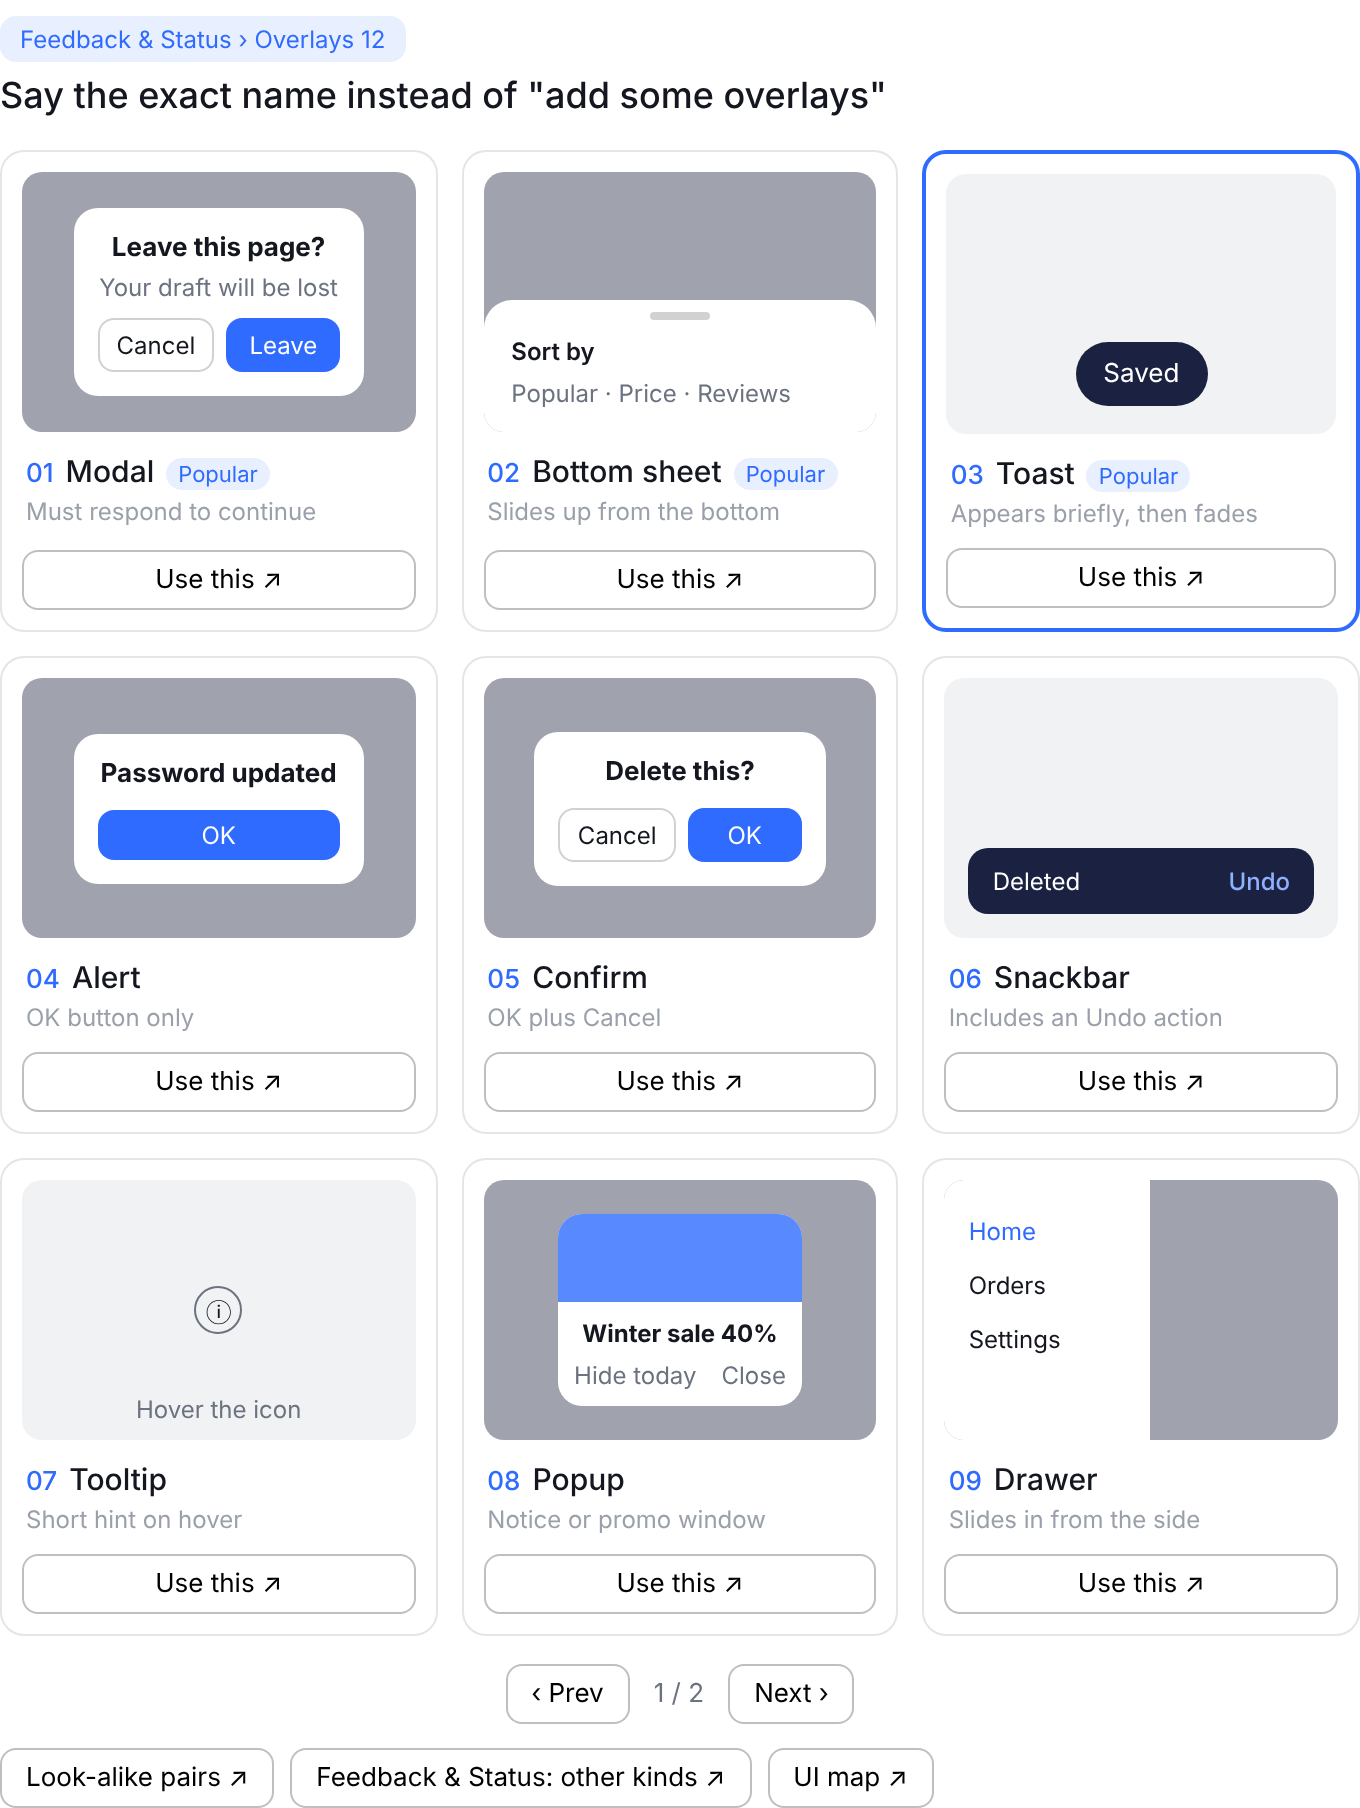 Feedback & Status › Overlays 12
Say the exact name instead of "add some overlays"
Leave this page?
Your draft will be lost
Cancel Leave
01 Modal Popular
Must respond to continue
Use this ↗
Sort by
Popular · Price · Reviews
02 Bottom sheet Popular
Slides up from the bottom
Use this ↗
Saved
03 Toast Popular
Appears briefly, then fades
Use this ↗
Password updated
OK
04 Alert
OK button only
Use this ↗
Delete this?
Cancel OK
05 Confirm
OK plus Cancel
Use this ↗
Deleted Undo
06 Snackbar
Includes an Undo action
Use this ↗
ⓘ
Hover the icon
07 Tooltip
Short hint on hover
Use this ↗
Winter sale 40%
Hide today Close
08 Popup
Notice or promo window
Use this ↗
Home
Orders
Settings
09 Drawer
Slides in from the side
Use this ↗
‹ Prev 1 / 2 Next ›
Look-alike pairs ↗ Feedback & Status: other kinds ↗ UI map ↗